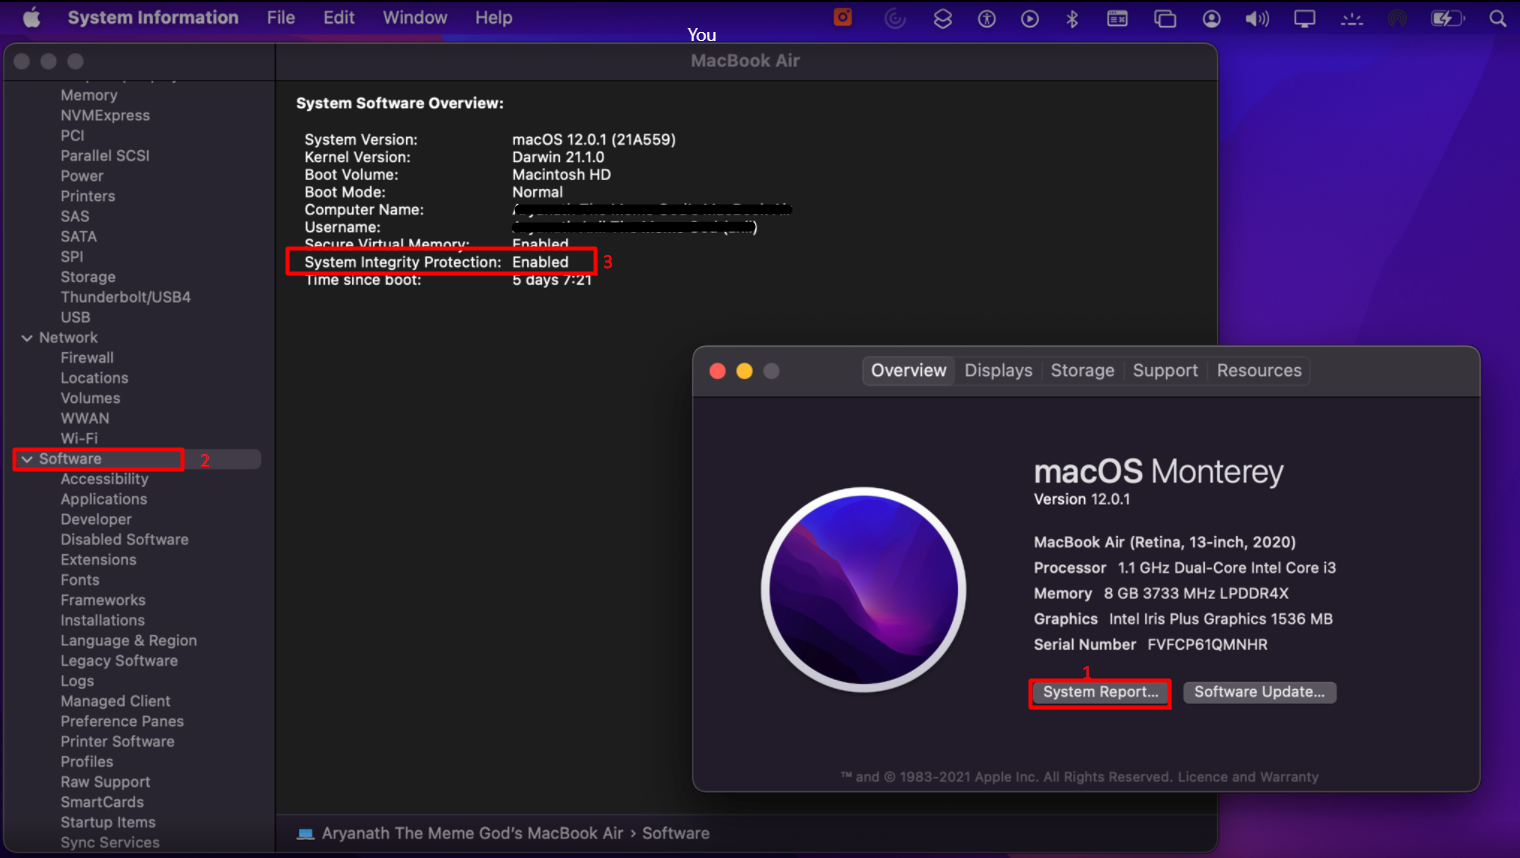 System Information File Edit Window Help
You
MacBook Air
Memory
NVMExpress
PCI
Parallel SCSI
Power
Printers
SAS
SATA
SPI
Storage
Thunderbolt/USB4
USB
Network
Firewall
Locations
Volumes
WWAN
Wi-Fi
Software 2
Accessibility
Applications
Developer
Disabled Software
Extensions
Fonts
Frameworks
Installations
Language & Region
Legacy Software
Logs
Managed Client
Preference Panes
Printer Software
Profiles
Raw Support
SmartCards
Startup Items
Sync Services
System Software Overview:
System Version: macOS 12.0.1 (21A559)
Kernel Version: Darwin 21.1.0
Boot Volume: Macintosh HD
Boot Mode: Normal
Computer Name:
Username:
Secure Virtual Memory: Enabled
System Integrity Protection: Enabled 3
Time since boot: 5 days 7:21
Overview Displays Storage Support Resources
macOS Monterey
Version 12.0.1
MacBook Air (Retina, 13-inch, 2020)
Processor 1.1 GHz Dual-Core Intel Core i3
Memory 8 GB 3733 MHz LPDDR4X
Graphics Intel Iris Plus Graphics 1536 MB
Serial Number FVFCP61QMNHR
1
System Report... Software Update...
™ and © 1983-2021 Apple Inc. All Rights Reserved. Licence and Warranty
Aryanath The Meme God's MacBook Air › Software